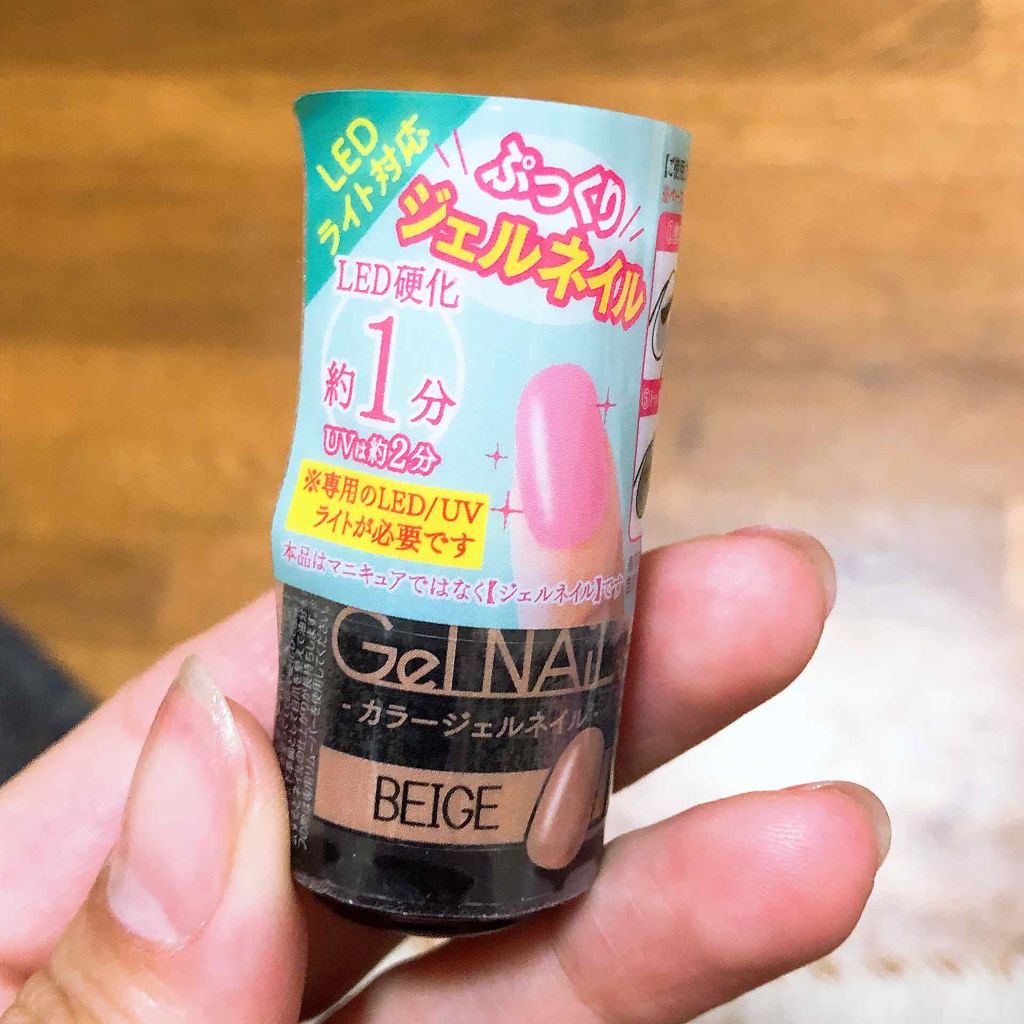 LED
ライト対応
ぷっくり
ジェルネイル
LED硬化
約1分
UVは約2分
※専用のLED/UV
ライトが必要です
本品はマニキュアではなく【ジェルネイル】です
Gel NAIL
-カラージェルネイル-
BEIGE